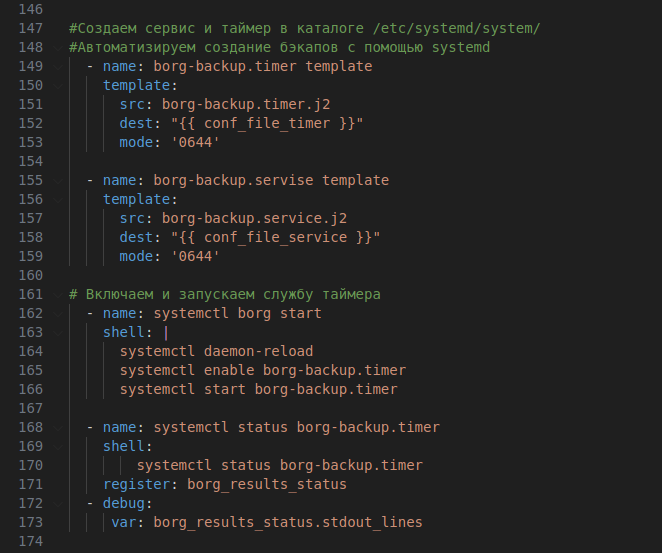 146
147 #Создаем сервис и таймер в каталоге /etc/systemd/system/
148 #Автоматизируем создание бэкапов с помощью systemd
149 - name: borg-backup.timer template
150 template:
151 src: borg-backup.timer.j2
152 dest: "{{ conf_file_timer }}"
153 mode: '0644'
154
155 - name: borg-backup.servise template
156 template:
157 src: borg-backup.service.j2
158 dest: "{{ conf_file_service }}"
159 mode: '0644'
160
161 # Включаем и запускаем службу таймера
162 - name: systemctl borg start
163 shell: |
164 systemctl daemon-reload
165 systemctl enable borg-backup.timer
166 systemctl start borg-backup.timer
167
168 - name: systemctl status borg-backup.timer
169 shell:
170 systemctl status borg-backup.timer
171 register: borg_results_status
172 - debug:
173 var: borg_results_status.stdout_lines
174